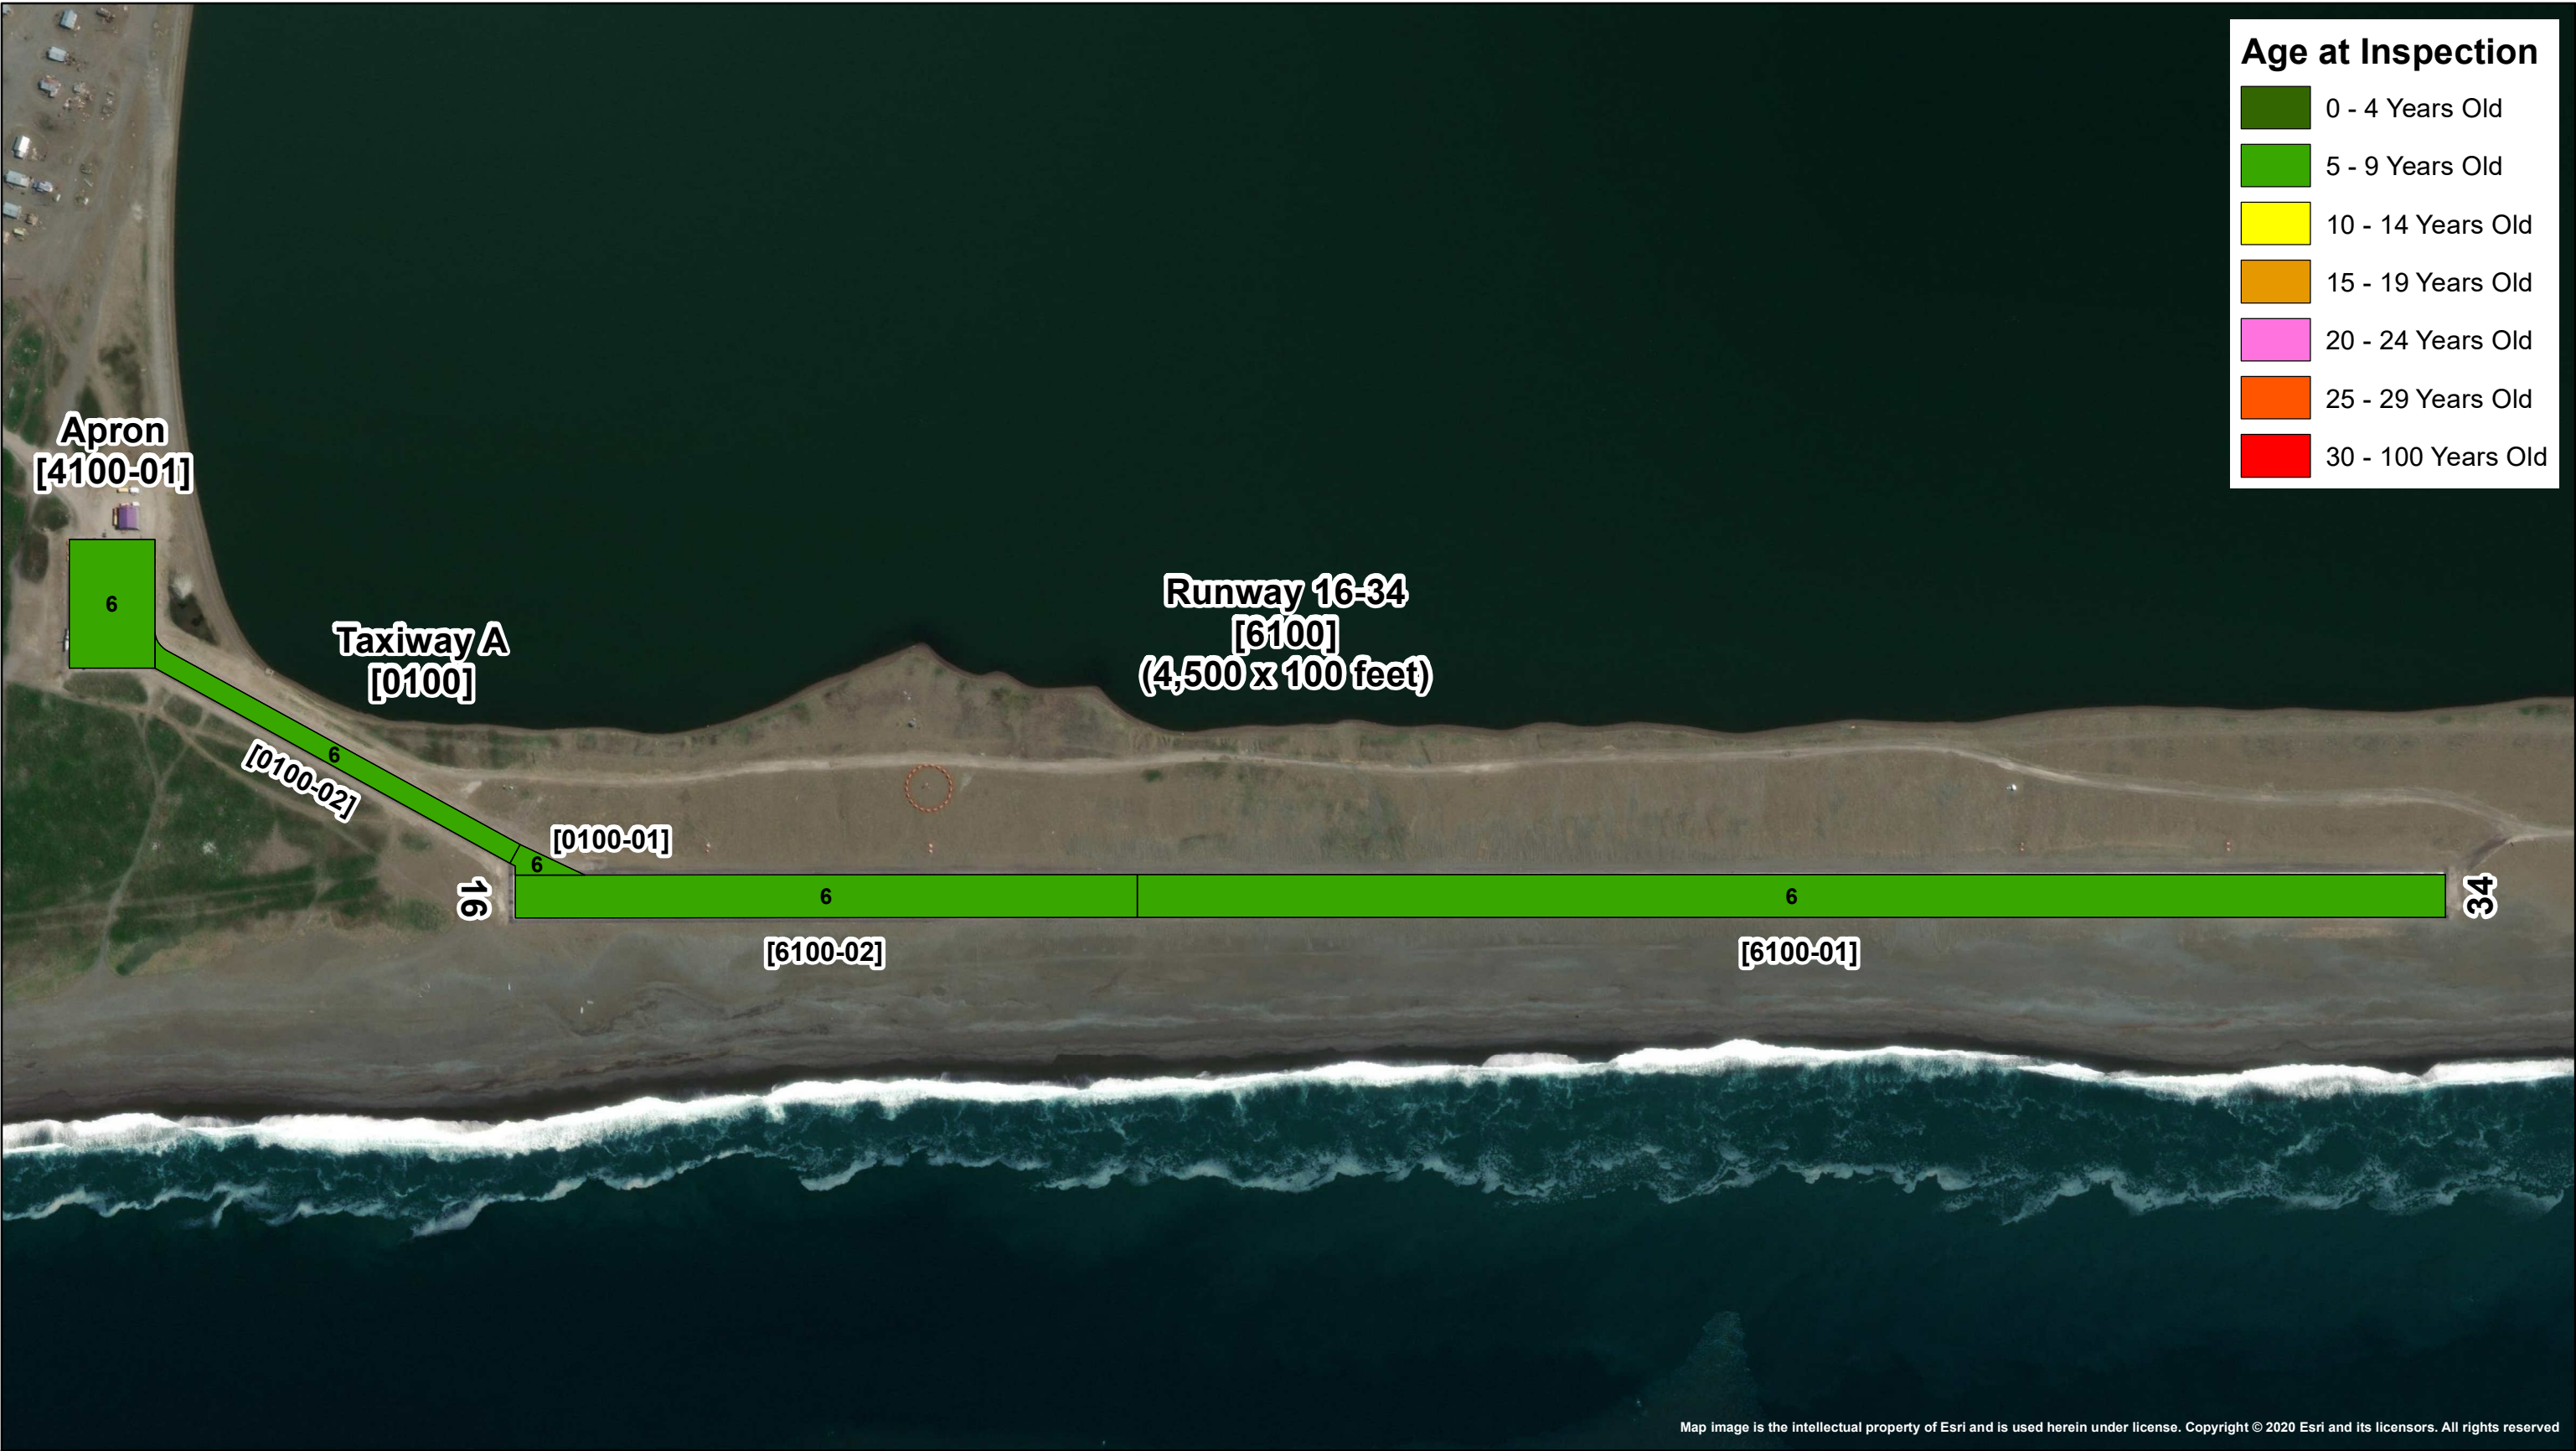 Age at Inspection
0 - 4 Years Old
5 - 9 Years Old
10 - 14 Years Old
15 - 19 Years Old
20 - 24 Years Old
25 - 29 Years Old
30 - 100 Years Old
Apron
[4100-01]
6
Taxiway A
[0100]
Runway 16-34
[6100]
(4,500 x 100 feet)
6
[0100-02]
[0100-01]
6
16
6
6
34
[6100-02]
[6100-01]
Map image is the intellectual property of Esri and is used herein under license. Copyright © 2020 Esri and its licensors. All rights reserved